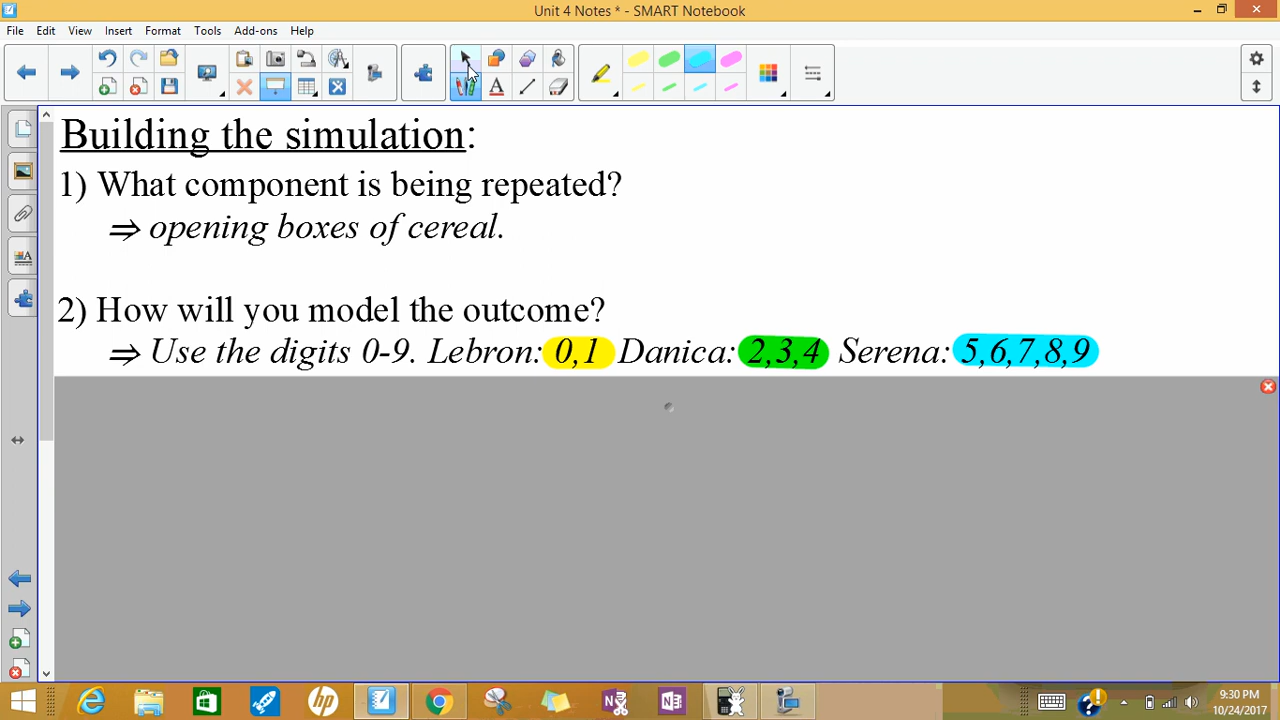 Unit 4 Notes * - SMART Notebook
File Edit View Insert Format Tools Add-ons Help
Building the simulation:
1) What component is being repeated?
⇒ opening boxes of cereal.
2) How will you model the outcome?
⇒ Use the digits 0-9. Lebron: 0,1 Danica: 2,3,4 Serena: 5,6,7,8,9
9:30 PM
10/24/2017